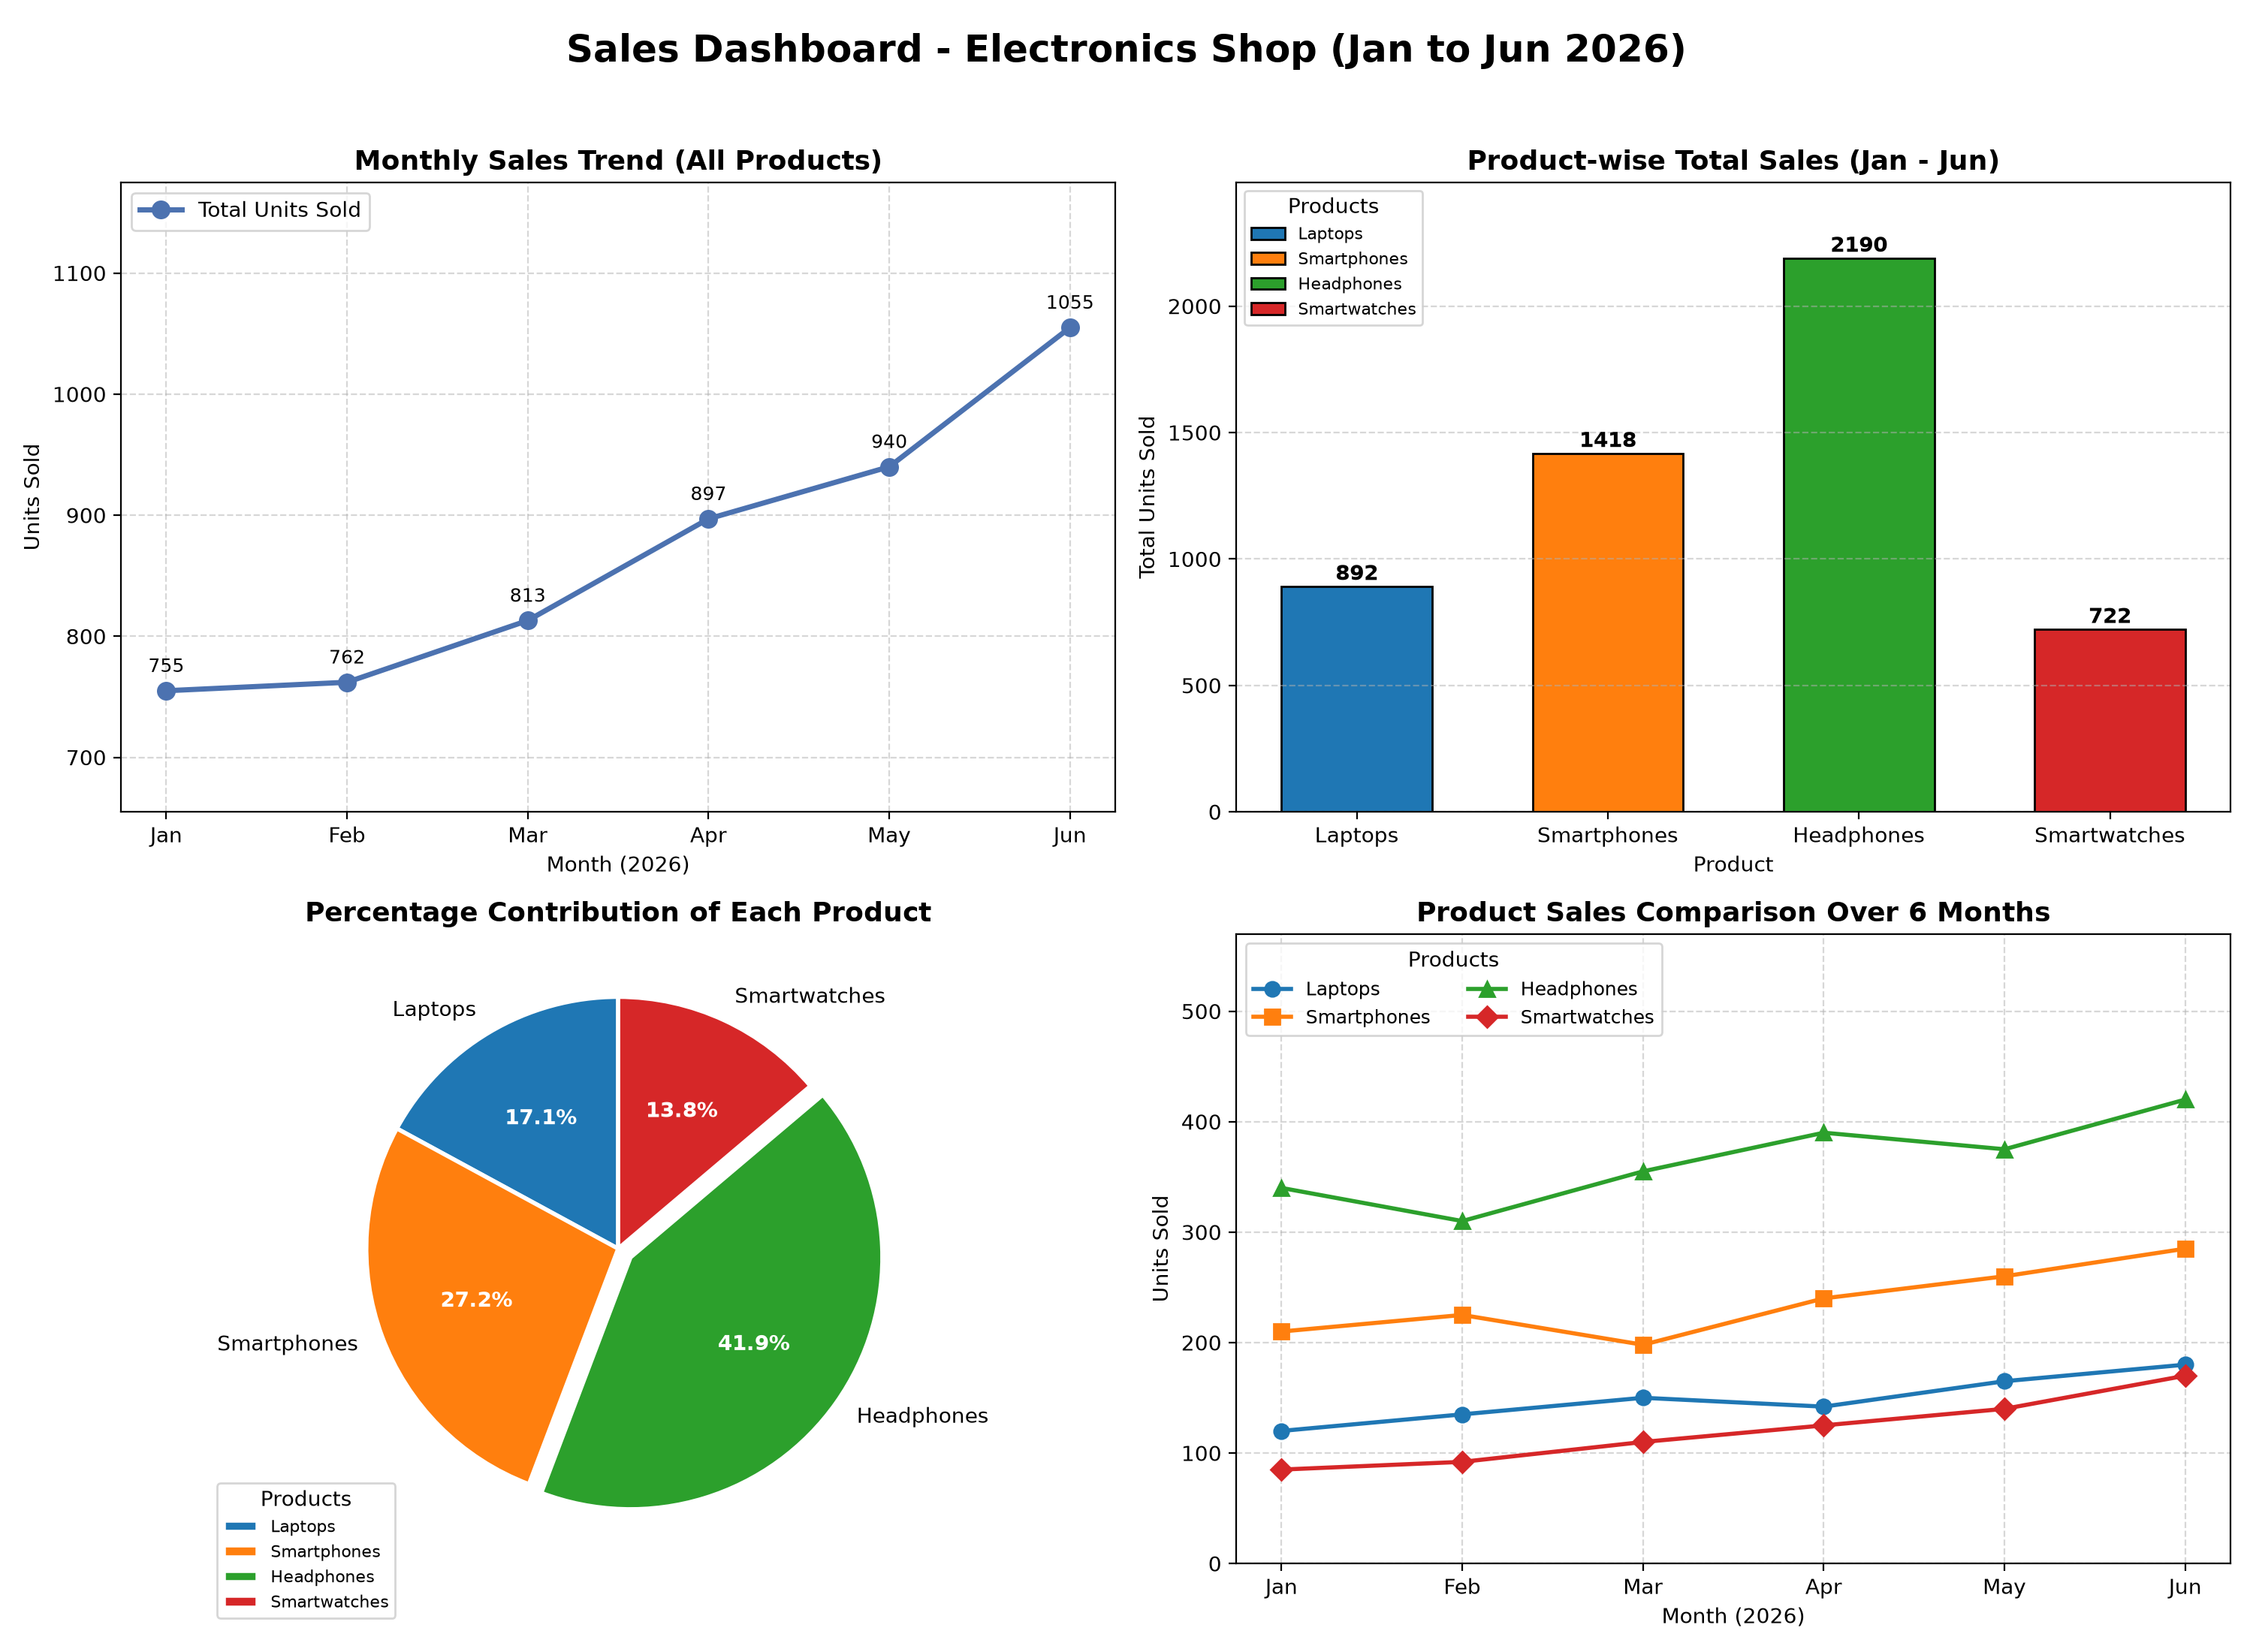 Sales Dashboard - Electronics Shop (Jan to Jun 2026)
Monthly Sales Trend (All Products)
Total Units Sold
Units Sold
1100
1000
900
800
700
755
762
813
897
940
1055
Jan Feb Mar Apr May Jun
Month (2026)
Product-wise Total Sales (Jan - Jun)
Products
Laptops
Smartphones
Headphones
Smartwatches
Total Units Sold
2000
1500
1000
500
0
892
1418
2190
722
Laptops Smartphones Headphones Smartwatches
Product
Percentage Contribution of Each Product
Laptops
Smartwatches
17.1%
13.8%
27.2%
41.9%
Smartphones
Headphones
Products
Laptops
Smartphones
Headphones
Smartwatches
Product Sales Comparison Over 6 Months
Products
Laptops Headphones
Smartphones Smartwatches
Units Sold
500
400
300
200
100
0
Jan Feb Mar Apr May Jun
Month (2026)